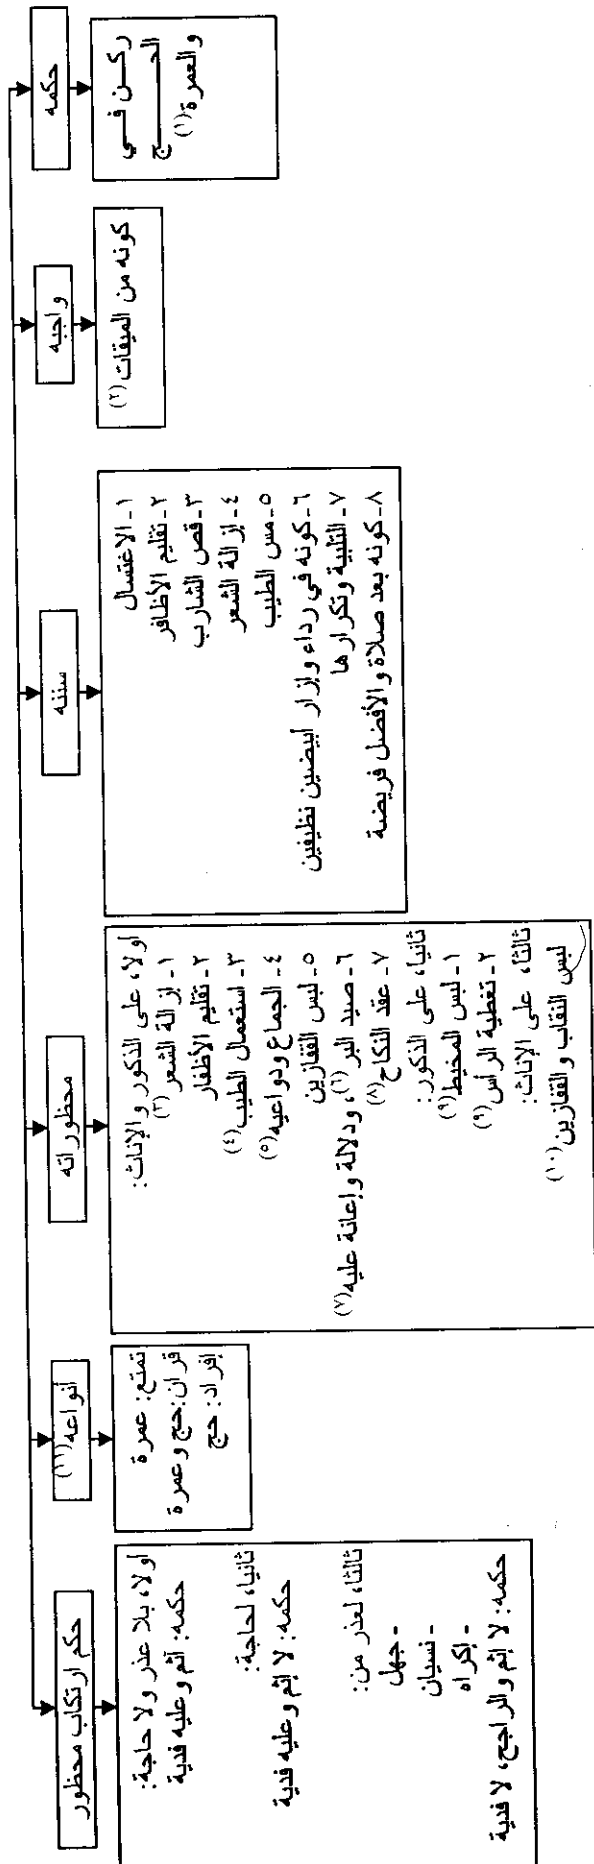 حكمه
ركن في
الحج
والعمرة(١)
واجبه
كونه من الميقات(٢)
سننه
١- الاغتسال
٢- تقليم الأظافر
٣- قص الشارب
٤- إزالة الشعر
٥- مس الطيب
٦- كونه في رداء وإزار أبيضين نظيفين
٧- التلبية وتكرارها
٨- كونه بعد صلاة والأفضل فريضة
محظوراته
أولا، على الذكور والإناث:
١- إزالة الشعر(٣)
٢- تقليم الأظفار
٣- استعمال الطيب(٤)
٤- الجماع ودواعيه(٥)
٥- لبس القفازين
٦- صيد البر(٦)، ودلالة وإعانة عليه(٧)
٧- عقد النكاح(٨)
ثانيا، على الذكور:
١- لبس المخيط(٩)
٢- تغطية الرأس(٩)
ثالثا، على الإناث:
لبس النقاب والقفازين(١٠)
أنواعه(١١)
تمتع: عمرة
قران: حج وعمرة
إفراد: حج
حكم ارتكاب محظور
أولا، بلا عذر ولا حاجة:
حكمه: آثم وعليه فدية
ثانيا، لحاجة:
حكمه: لا إثم وعليه فدية
ثالثا، لعذر من:
- جهل
- نسيان
- إكراه
حكمه: لا إثم والراجح، لا فدية